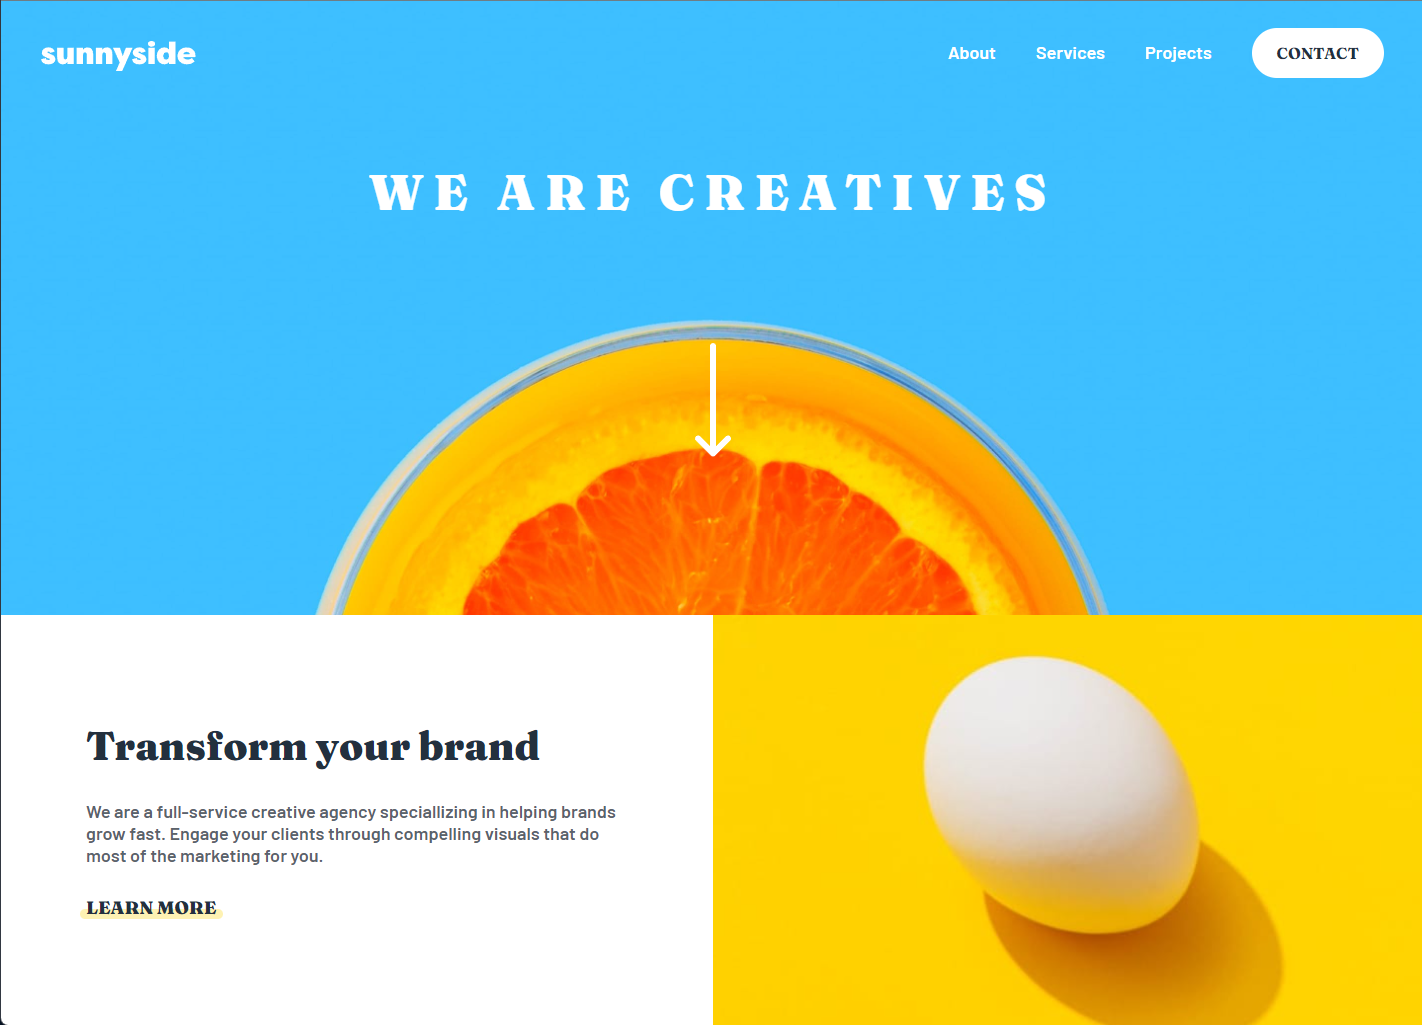 sunnyside
About Services Projects CONTACT
WE ARE CREATIVES
Transform your brand
We are a full-service creative agency speciallizing in helping brands
grow fast. Engage your clients through compelling visuals that do
most of the marketing for you.
LEARN MORE